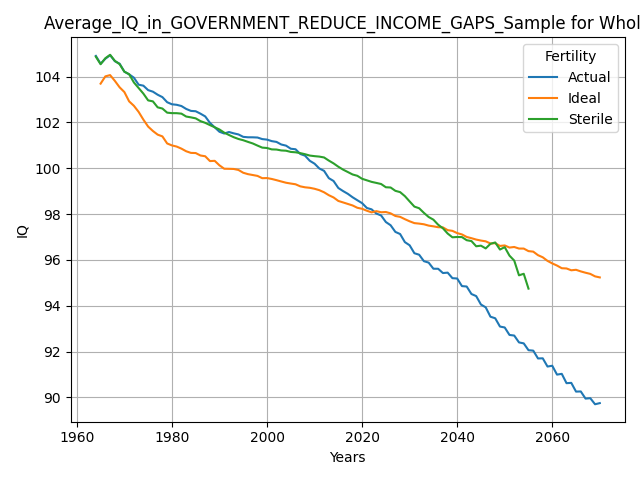 Average_IQ_in_GOVERNMENT_REDUCE_INCOME_GAPS_Sample for Whol
Fertility
Actual
Ideal
Sterile
IQ
104
102
100
98
96
94
92
90
1960 1980 2000 2020 2040 2060
Years